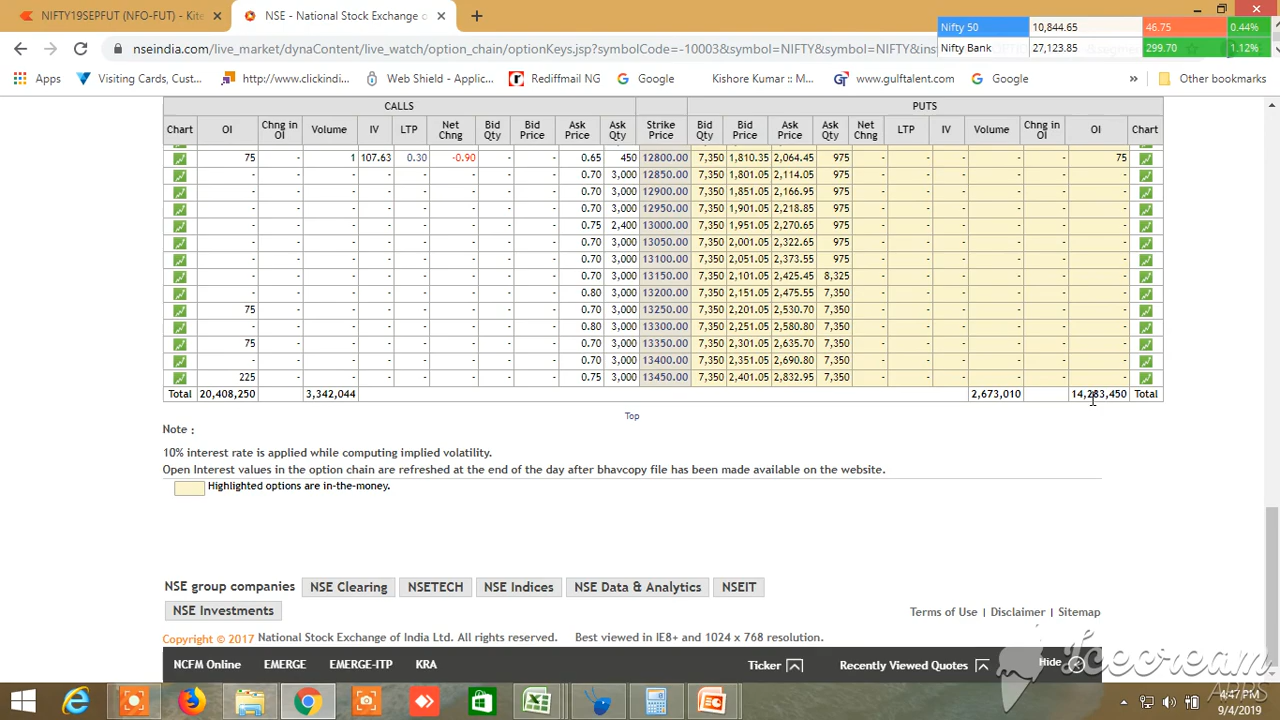 NIFTY19SEPFUT (NFO-FUT) - Kite
NSE - National Stock Exchange of
Nifty 50 10,844.65 46.75 0.44%
Nifty Bank 27,123.85 299.70 1.12%
nseindia.com/live_market/dynaContent/live_watch/option_chain/optionKeys.jsp?symbolCode=-10003&symbol=NIFTY&symbol=NIFTY&ins
Apps Visiting Cards, Cust... http://www.clickindi... Web Shield - Applic... Rediffmail NG Google Kishore Kumar :: M... www.gulftalent.com Google » Other bookmarks
CALLS PUTS
Chart OI Chng in OI Volume IV LTP Net Chng Bid Qty Bid Price Ask Price Ask Qty Strike Price Bid Qty Bid Price Ask Price Ask Qty Net Chng LTP IV Volume Chng in OI OI Chart
75 - 1 107.63 0.30 -0.90 - - 0.65 450 12800.00 7,350 1,810.35 2,064.45 975 - - - - - 75
- - - - - - - - 0.70 3,000 12850.00 7,350 1,801.05 2,114.05 975 - - - - - -
- - - - - - - - 0.70 3,000 12900.00 7,350 1,851.05 2,166.95 975 - - - - - -
- - - - - - - - 0.70 3,000 12950.00 7,350 1,901.05 2,218.85 975 - - - - - -
- - - - - - - - 0.75 2,400 13000.00 7,350 1,951.05 2,270.65 975 - - - - - -
- - - - - - - - 0.70 3,000 13050.00 7,350 2,001.05 2,322.65 975 - - - - - -
- - - - - - - - 0.70 3,000 13100.00 7,350 2,051.05 2,373.55 975 - - - - - -
- - - - - - - - 0.70 3,000 13150.00 7,350 2,101.05 2,425.45 8,325 - - - - - -
- - - - - - - - 0.80 3,000 13200.00 7,350 2,151.05 2,475.55 7,350 - - - - - -
75 - - - - - - - 0.70 3,000 13250.00 7,350 2,201.05 2,530.70 7,350 - - - - - -
- - - - - - - - 0.80 3,000 13300.00 7,350 2,251.05 2,580.80 7,350 - - - - - -
75 - - - - - - - 0.70 3,000 13350.00 7,350 2,301.05 2,635.70 7,350 - - - - - -
- - - - - - - - 0.70 3,000 13400.00 7,350 2,351.05 2,690.80 7,350 - - - - - -
225 - - - - - - - 0.75 3,000 13450.00 7,350 2,401.05 2,832.95 7,350 - - - - - -
Total 20,408,250 3,342,044 2,673,010 14,283,450 Total
Top
Note :
10% interest rate is applied while computing implied volatility.
Open Interest values in the option chain are refreshed at the end of the day after bhavcopy file has been made available on the website.
Highlighted options are in-the-money.
NSE group companies NSE Clearing NSETECH NSE Indices NSE Data & Analytics NSEIT
NSE Investments
Terms of Use | Disclaimer | Sitemap
Copyright © 2017 National Stock Exchange of India Ltd. All rights reserved. Best viewed in IE8+ and 1024 x 768 resolution.
NCFM Online EMERGE EMERGE-ITP KRA Ticker Recently Viewed Quotes Hide
Icecream
APPS
4:47 PM
9/4/2019